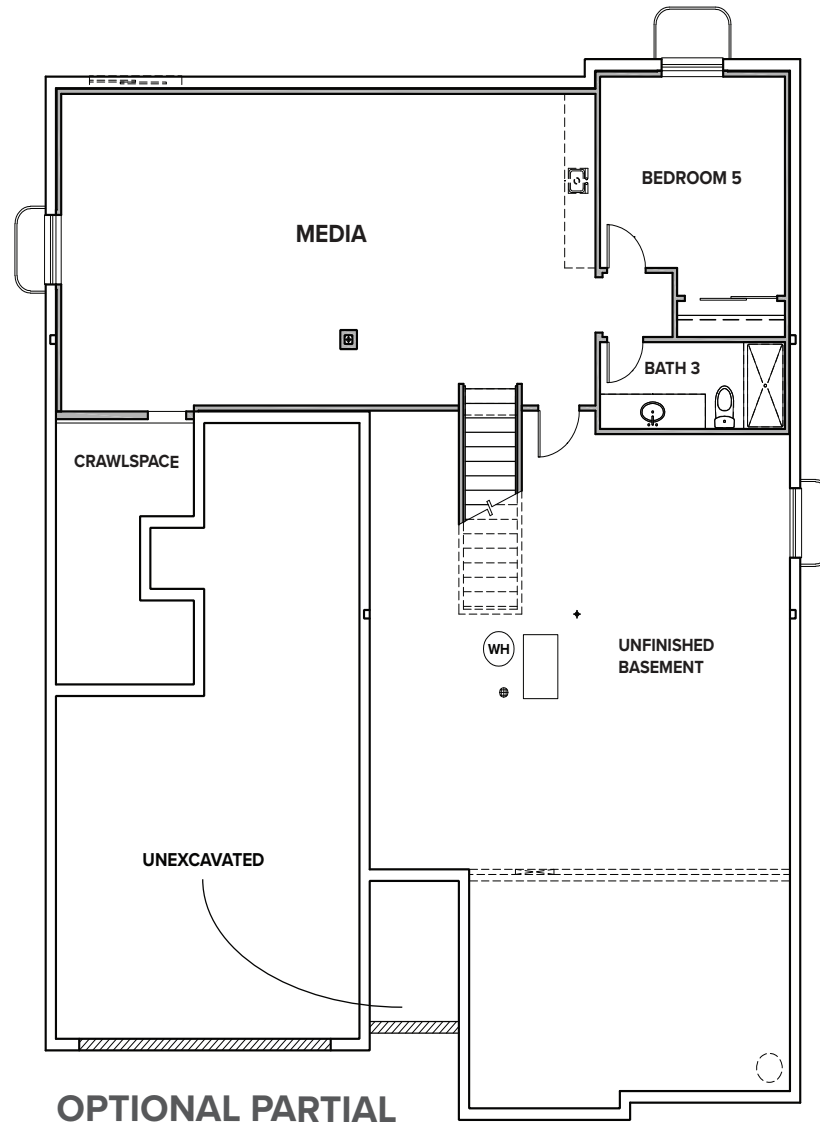 BEDROOM 5
MEDIA
BATH 3
CRAWLSPACE
UNFINISHED
BASEMENT
WH
UNEXCAVATED
OPTIONAL PARTIAL